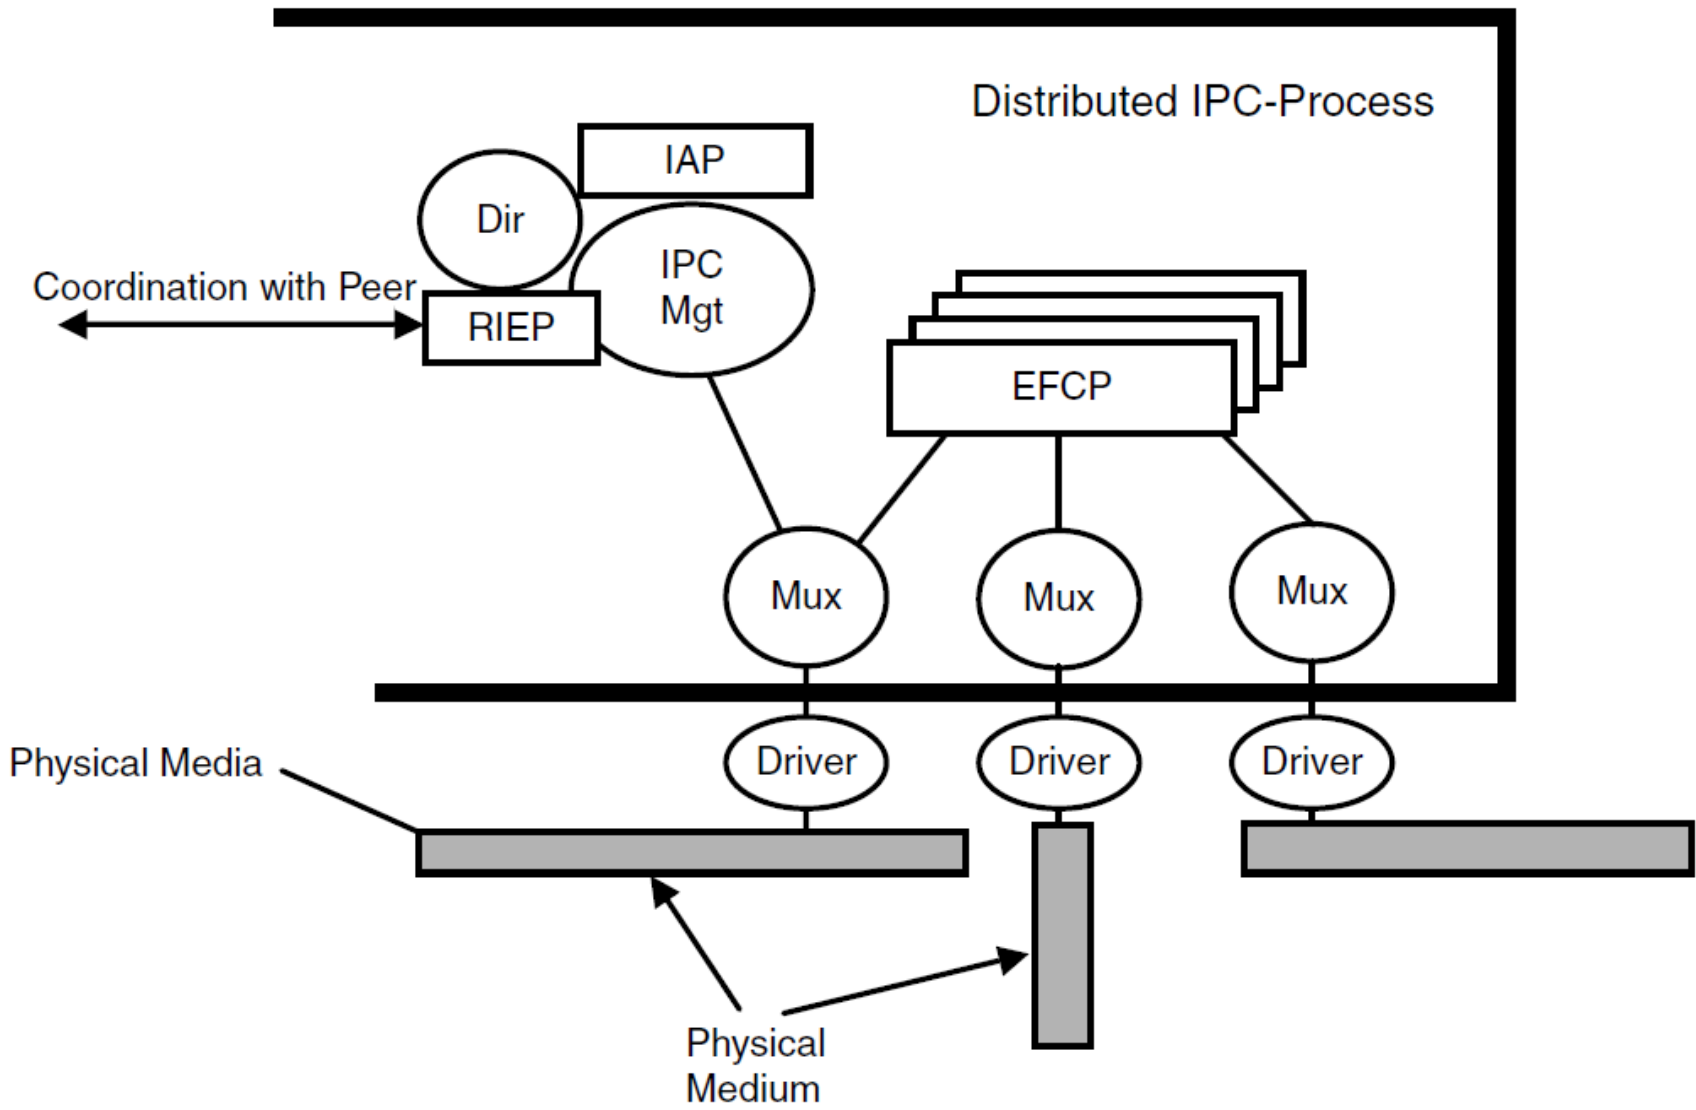 Distributed IPC-Process
IAP
Dir
IPC
Mgt
Coordination with Peer
RIEP
EFCP
Mux
Mux
Mux
Physical Media
Driver
Driver
Driver
Physical
Medium